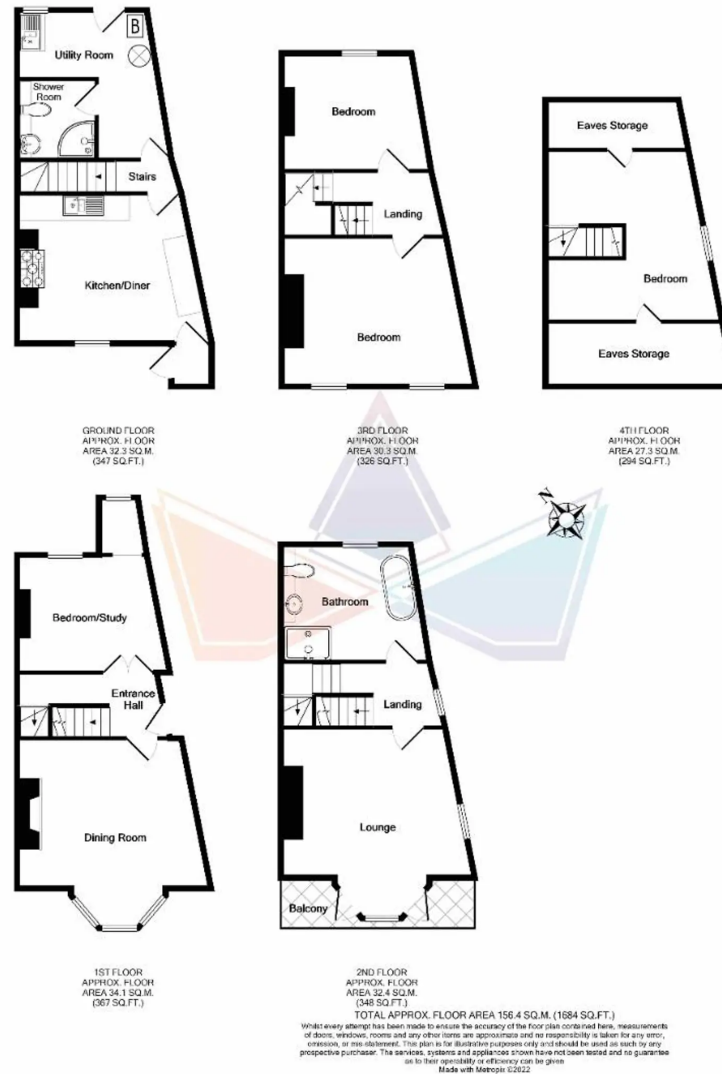 B
Utility Room
Shower
Room
Stairs
Kitchen/Diner
GROUND FLOOR
APPROX. FLOOR
AREA 32.3 SQ.M.
(347 SQ.FT.)
Bedroom
Landing
Bedroom
3RD FLOOR
APPROX. FLOOR
AREA 30.3 SQ.M.
(326 SQ.FT.)
Eaves Storage
Bedroom
Eaves Storage
4TH FLOOR
APPROX. FLOOR
AREA 27.3 SQ.M.
(294 SQ.FT.)
N
Bedroom/Study
Entrance
Hall
Dining Room
1ST FLOOR
APPROX. FLOOR
AREA 34.1 SQ.M.
(367 SQ.FT.)
Bathroom
Landing
Lounge
Balcony
2ND FLOOR
APPROX. FLOOR
AREA 32.4 SQ.M.
(348 SQ.FT.)
TOTAL APPROX. FLOOR AREA 156.4 SQ.M. (1684 SQ.FT.)
Whilst every attempt has been made to ensure the accuracy of the floor plan contained here, measurements
of doors, windows, rooms and any other items are approximate and no responsibility is taken for any error,
omission, or mis-statement. This plan is for illustrative purposes only and should be used as such by any
prospective purchaser. The services, systems and appliances shown have not been tested and no guarantee
as to their operability or efficiency can be given
Made with Metropix ©2022